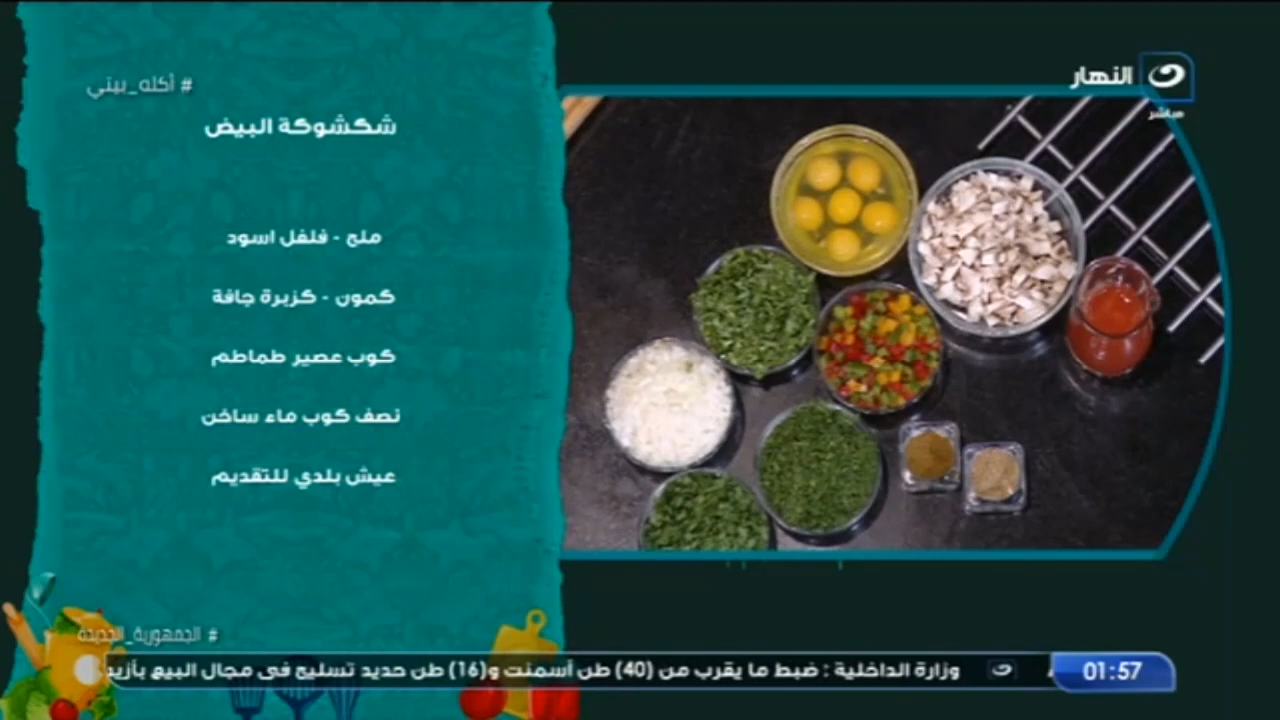 # أكله_بيتي
شكشوكة البيض
ملح - فلفل اسود
كمون - كزبرة جافة
كوب عصير طماطم
نصف كوب ماء ساخن
عيش بلدي للتقديم
النهار
مباشر
# الجمهورية_الجديدة
01:57
وزارة الداخلية : ضبط ما يقرب من (40) طن أسمنت و(16) طن حديد تسليح فى مجال البيع بأزيد